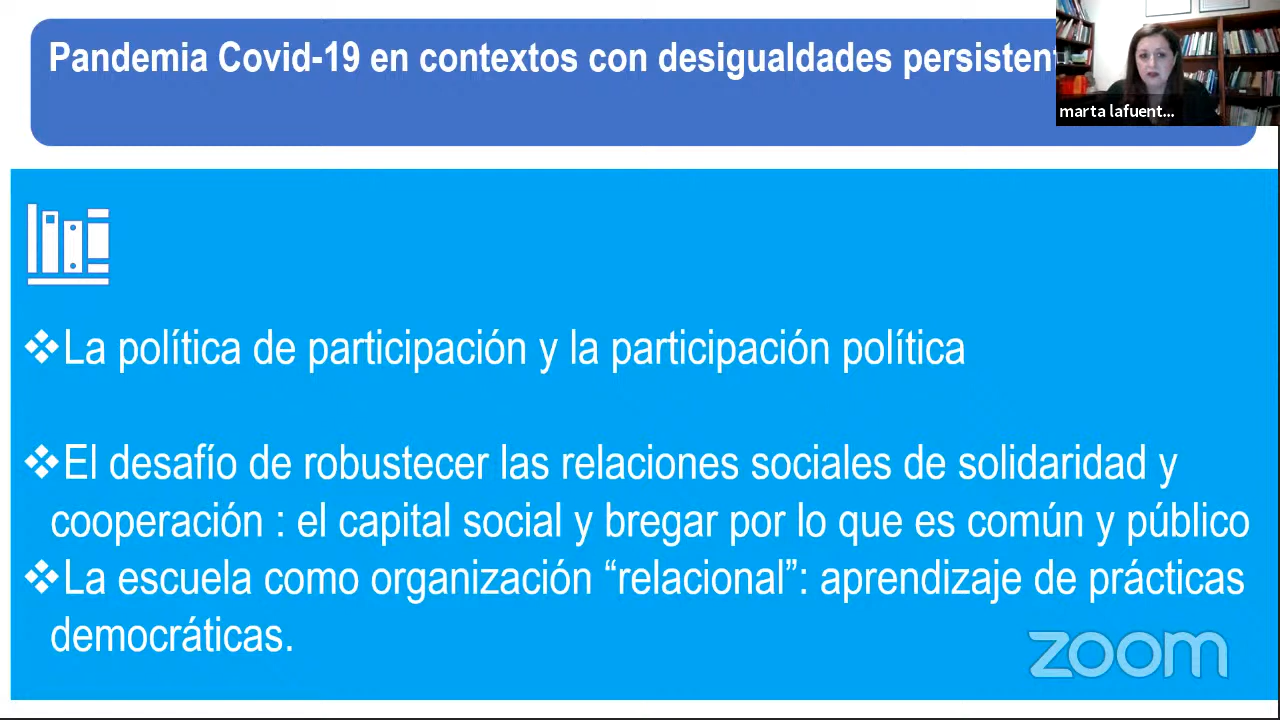 Pandemia Covid-19 en contextos con desigualdades
marta lafuent...
❖La política de participación y la participación política
❖El desafío de robustecer las relaciones sociales de solidaridad y
cooperación : el capital social y bregar por lo que es común y público
❖La escuela como organización “relacional”: aprendizaje de prácticas
democráticas.
zoom